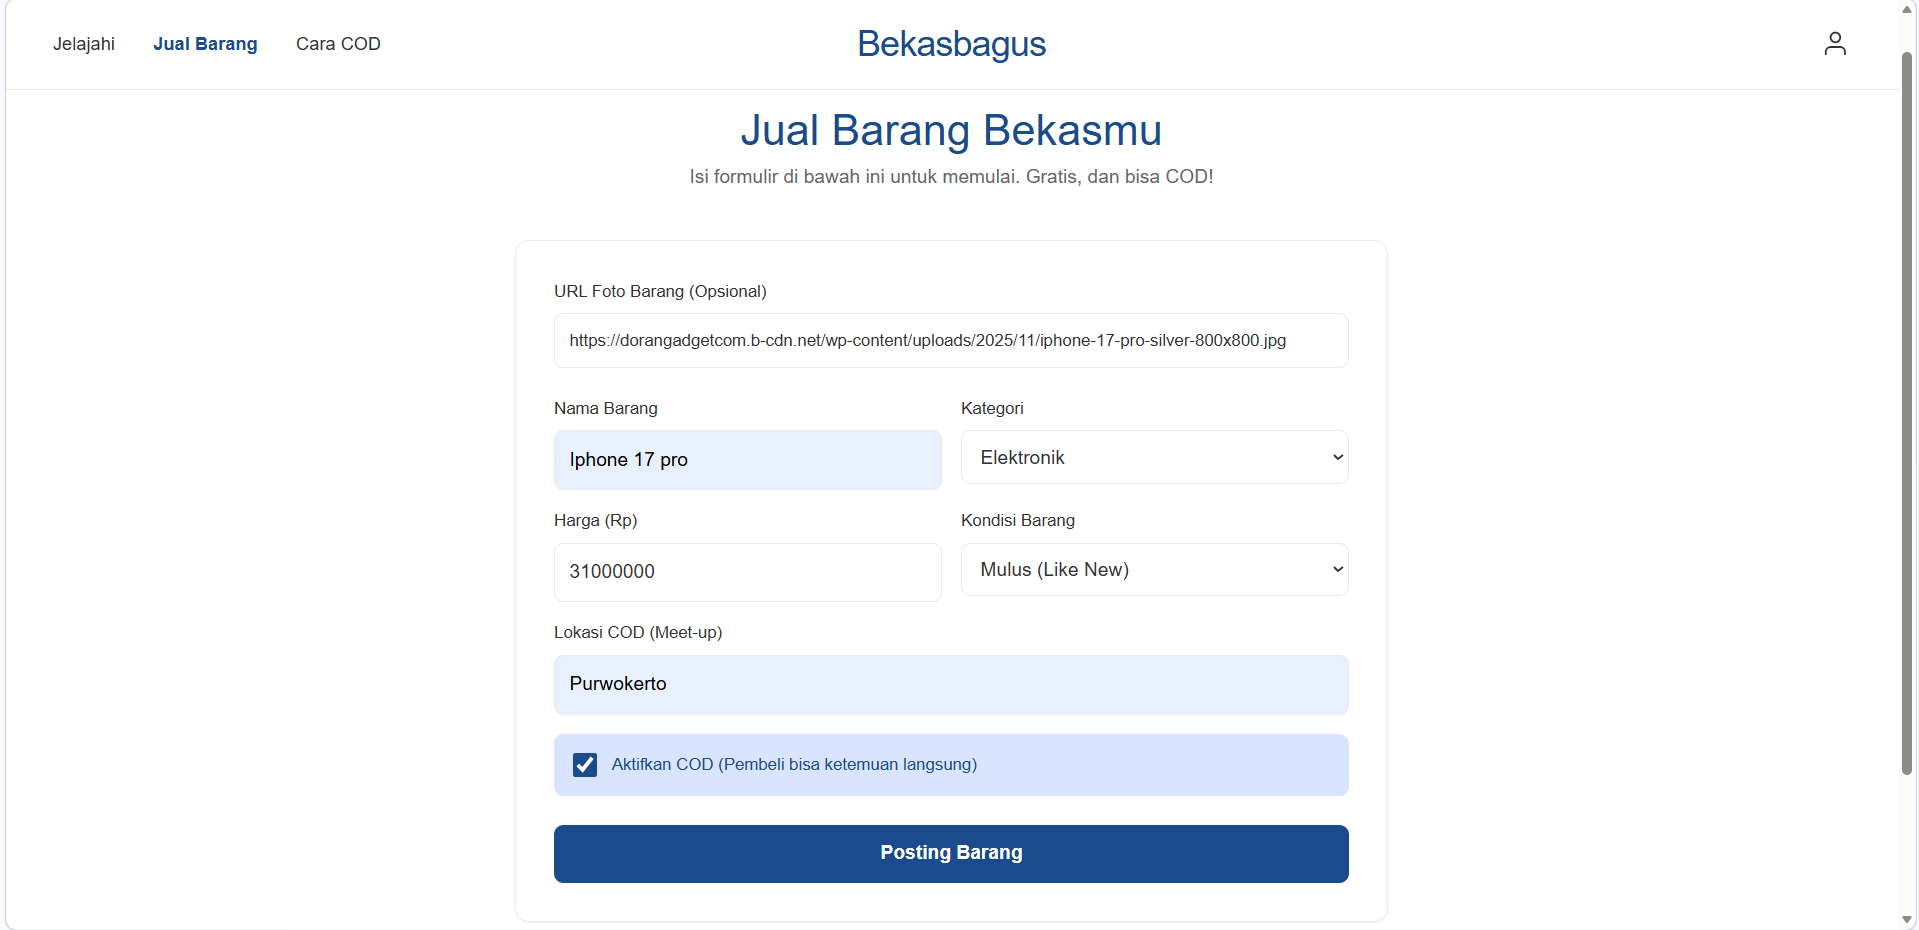 Jelajahi Jual Barang Cara COD Bekasbagus
Jual Barang Bekasmu
Isi formulir di bawah ini untuk memulai. Gratis, dan bisa COD!
URL Foto Barang (Opsional)
https://dorangadgetcom.b-cdn.net/wp-content/uploads/2025/11/iphone-17-pro-silver-800x800.jpg
Nama Barang Kategori
Iphone 17 pro Elektronik
Harga (Rp) Kondisi Barang
31000000 Mulus (Like New)
Lokasi COD (Meet-up)
Purwokerto
Aktifkan COD (Pembeli bisa ketemuan langsung)
Posting Barang